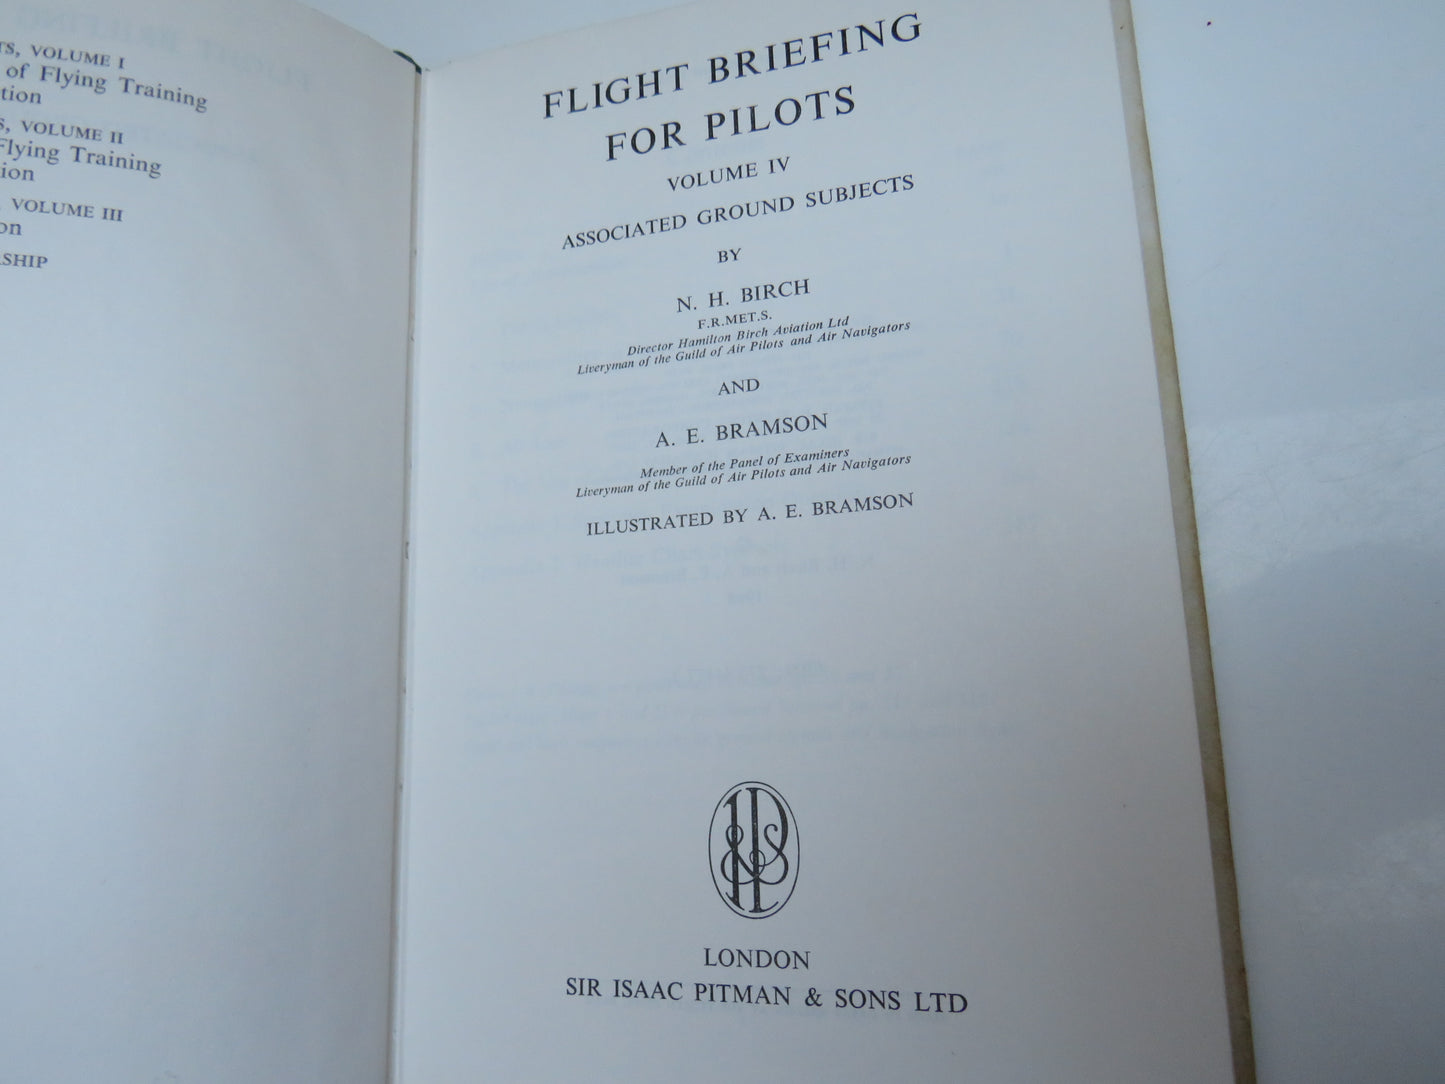 TS, VOLUME I
of Flying Training
tion
S, VOLUME II
Flying Training
ion
, VOLUME III
on
RSHIP
FLIGHT BRIEFING
FOR PILOTS
VOLUME IV
ASSOCIATED GROUND SUBJECTS
BY
N. H. BIRCH
F.R.MET.S.
Director Hamilton Birch Aviation Ltd
Liveryman of the Guild of Air Pilots and Air Navigators
AND
A. E. BRAMSON
Member of the Panel of Examiners
Liveryman of the Guild of Air Pilots and Air Navigators
ILLUSTRATED BY A. E. BRAMSON
LONDON
SIR ISAAC PITMAN & SONS LTD